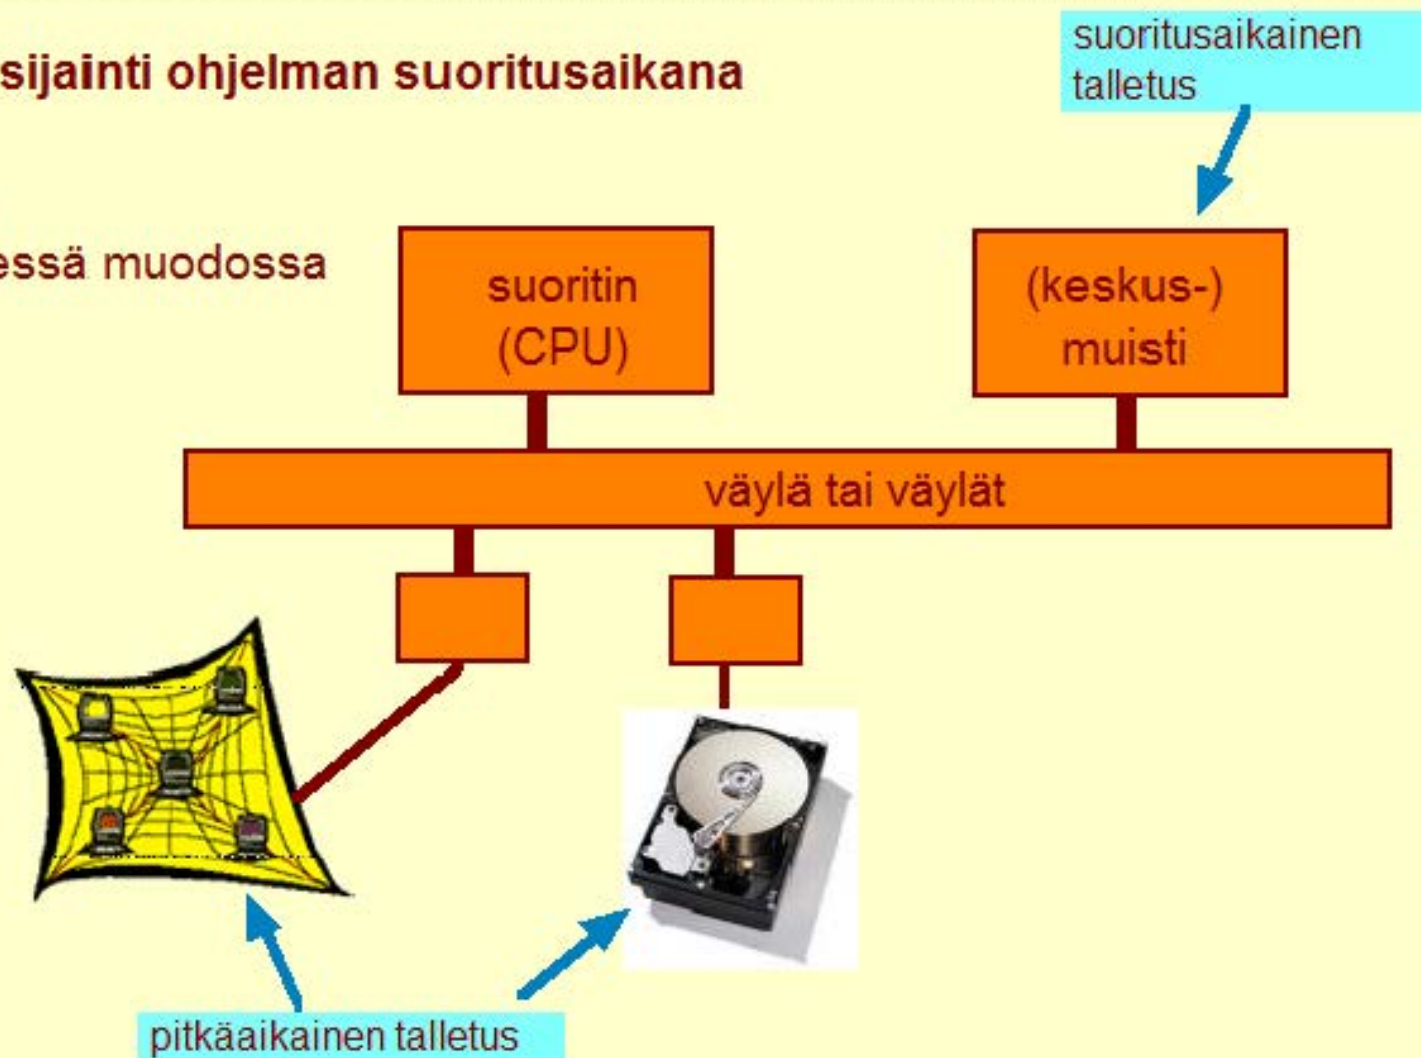 sijainti ohjelman suoritusaikana
suoritusaikainen
talletus
essä muodossa
suoritin
(CPU)
(keskus-)
muisti
väylä tai väylät
pitkäaikainen talletus